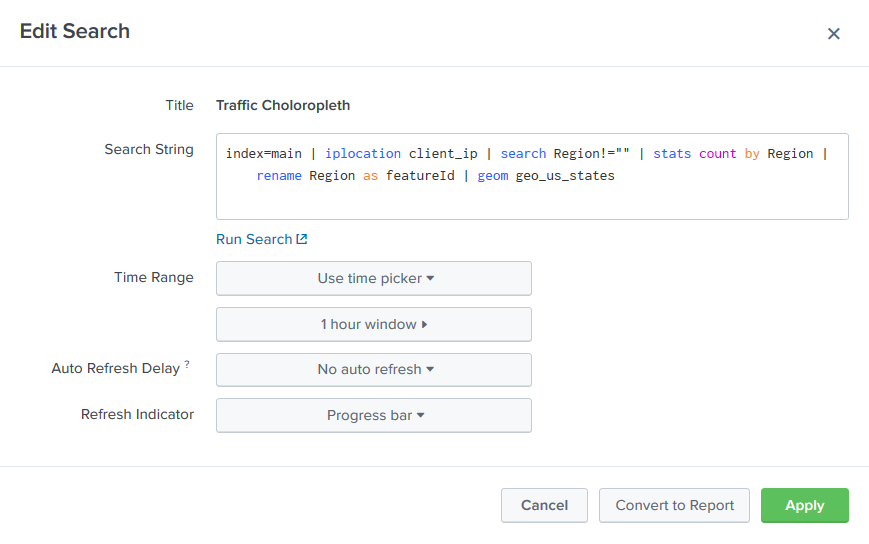 Edit Search
Title Traffic Choloropleth
Search String index=main | iplocation client_ip | search Region!="" | stats count by Region |
rename Region as featureId | geom geo_us_states
Run Search
Time Range Use time picker
1 hour window
Auto Refresh Delay ? No auto refresh
Refresh Indicator Progress bar
Cancel Convert to Report Apply